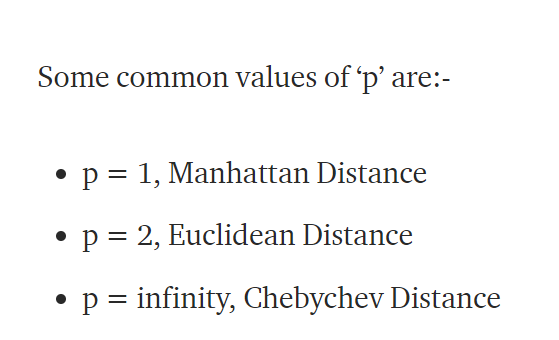 Some common values of ‘p’ are:-
• p = 1, Manhattan Distance
• p = 2, Euclidean Distance
• p = infinity, Chebychev Distance